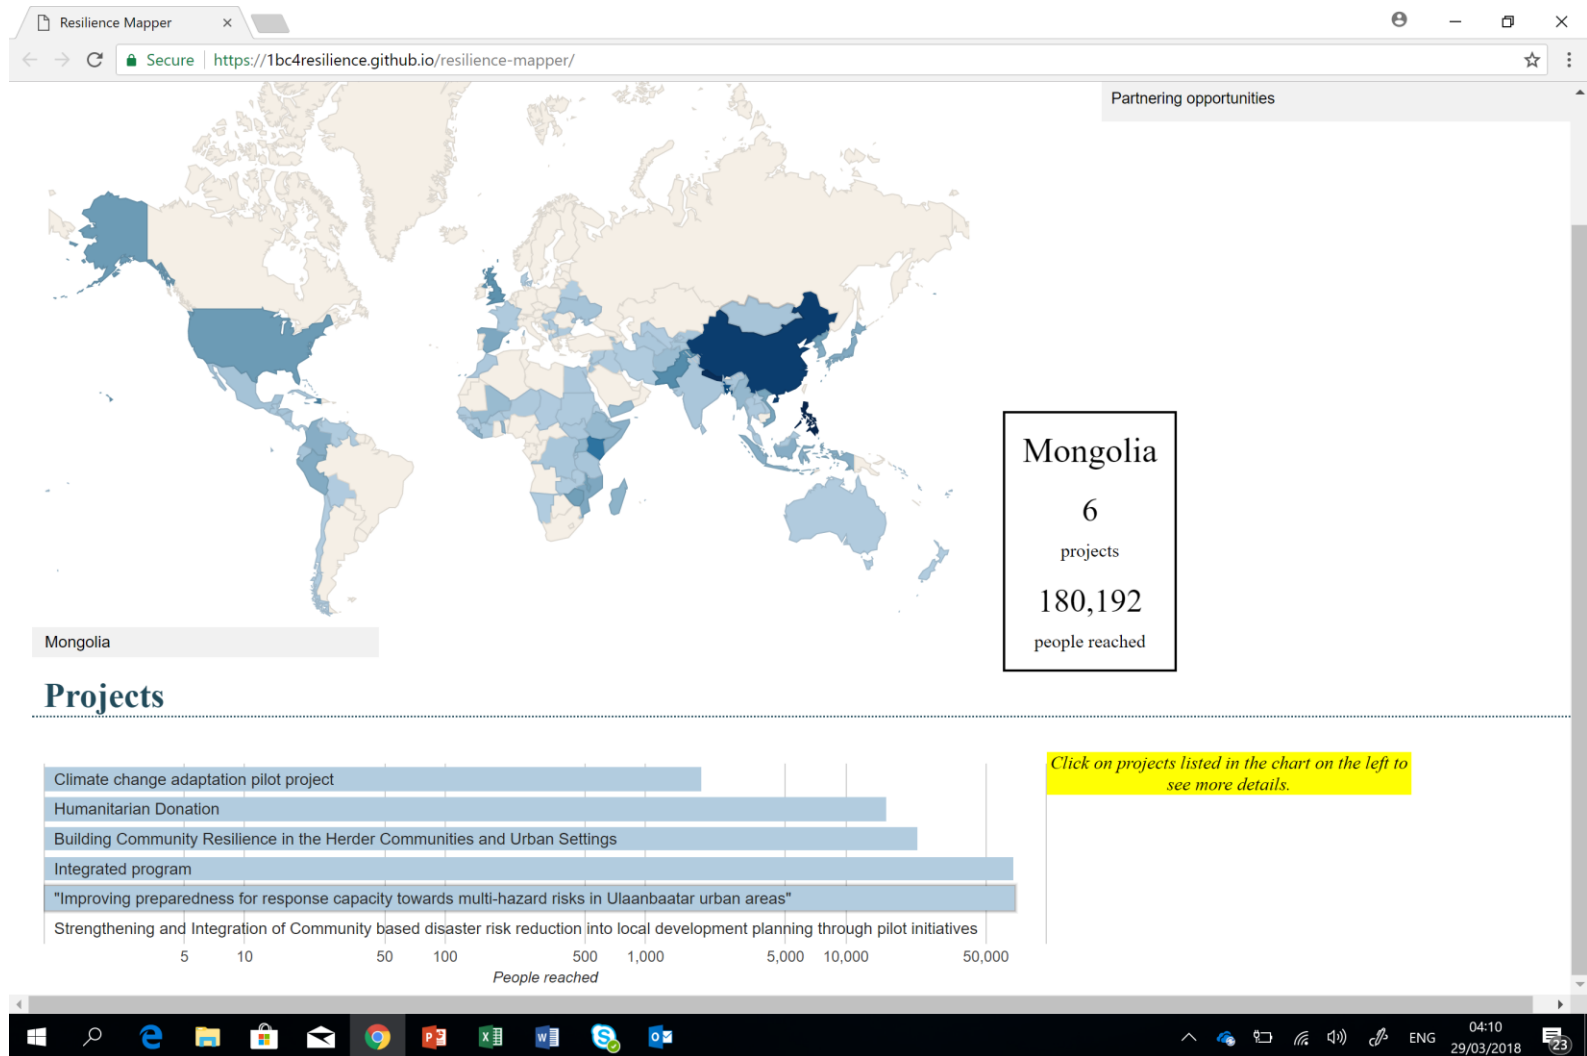 Resilience Mapper
Secure
https://1bc4resilience.github.io/resilience-mapper/
Partnering opportunities
Mongolia
6
projects
180,192
people reached
Mongolia
Projects
Climate change adaptation pilot project
Humanitarian Donation
Building Community Resilience in the Herder Communities and Urban Settings
Integrated program
"Improving preparedness for response capacity towards multi-hazard risks in Ulaanbaatar urban areas"
Strengthening and Integration of Community based disaster risk reduction into local development planning through pilot initiatives
5 10 50 100 500 1,000 5,000 10,000 50,000
People reached
Click on projects listed in the chart on the left to
see more details.
ENG
04:10
29/03/2018
23